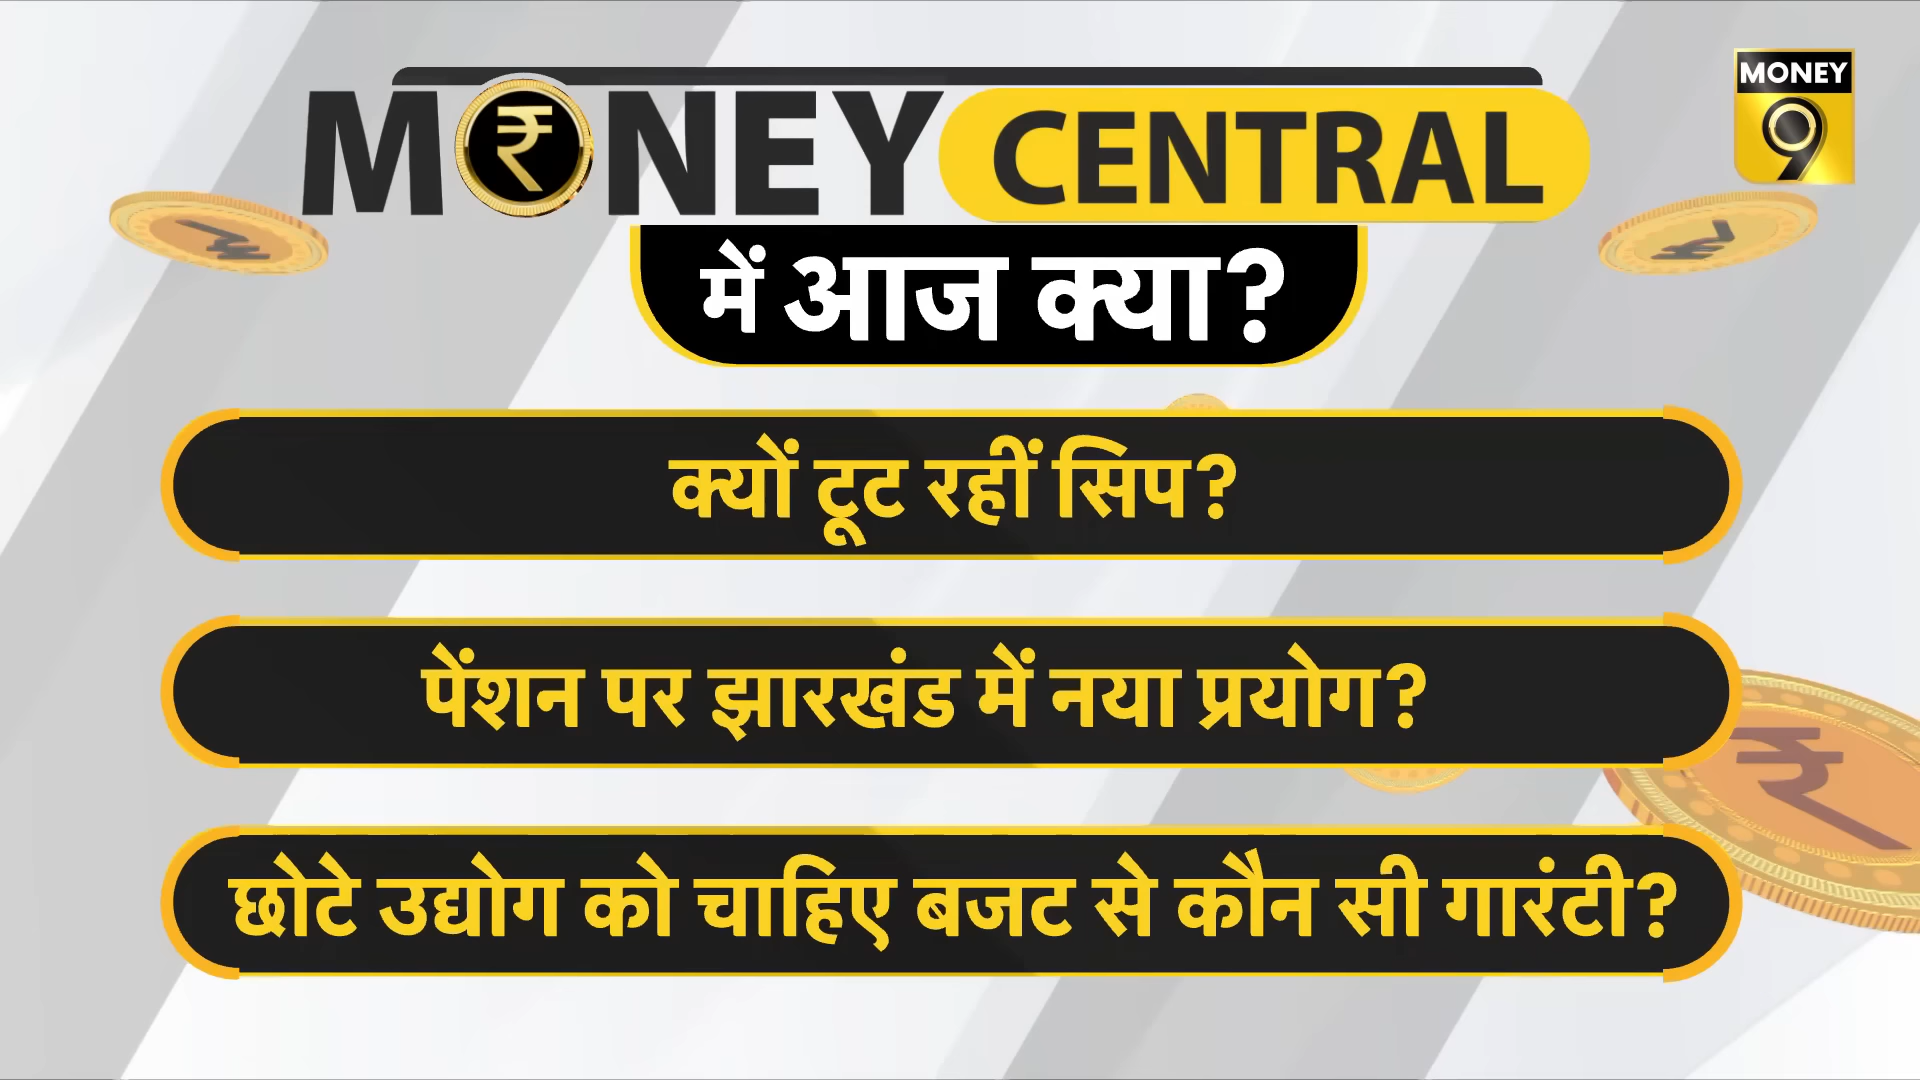 MONEY CENTRAL
MONEY
9
में आज क्या?
क्यों टूट रहीं सिप?
पेंशन पर झारखंड में नया प्रयोग?
छोटे उद्योग को चाहिए बजट से कौन सी गारंटी?